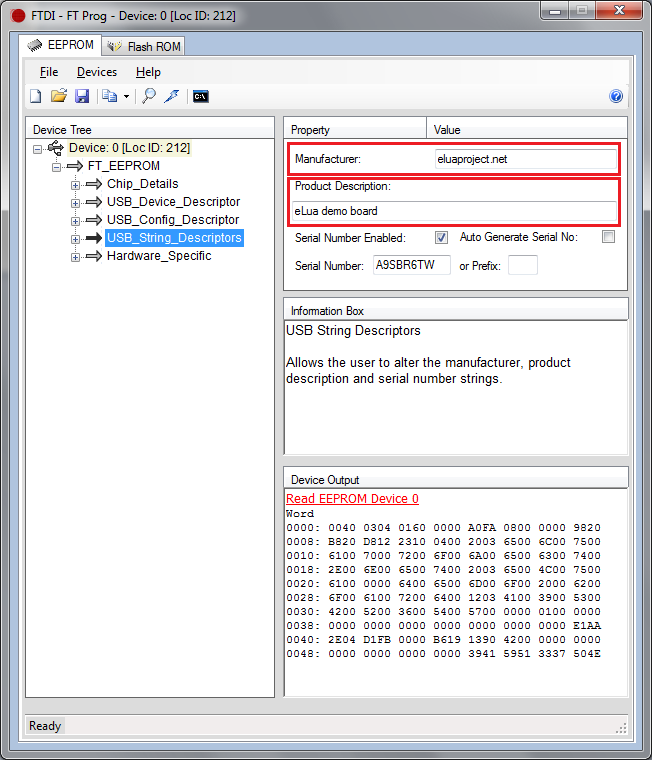 FTDI - FT Prog - Device: 0 [Loc ID: 212]
EEPROM
Flash ROM
File Devices Help
Device Tree
Device: 0 [Loc ID: 212]
FT_EEPROM
Chip_Details
USB_Device_Descriptor
USB_Config_Descriptor
USB_String_Descriptors
Hardware_Specific
Property Value
Manufacturer: eluaproject.net
Product Description:
eLua demo board
Serial Number Enabled: Auto Generate Serial No:
Serial Number: A9SBR6TW or Prefix:
Information Box
USB String Descriptors
Allows the user to alter the manufacturer, product
description and serial number strings.
Device Output
Read EEPROM Device 0
Word
0000: 0040 0304 0160 0000 A0FA 0800 0000 9820
0008: B820 D812 2310 0400 2003 6500 6C00 7500
0010: 6100 7000 7200 6F00 6A00 6500 6300 7400
0018: 2E00 6E00 6500 7400 2003 6500 4C00 7500
0020: 6100 0000 6400 6500 6D00 6F00 2000 6200
0028: 6F00 6100 7200 6400 1203 4100 3900 5300
0030: 4200 5200 3600 5400 5700 0000 0100 0000
0038: 0000 0000 0000 0000 0000 0000 0000 E1AA
0040: 2E04 D1FB 0000 B619 1390 4200 0000 0000
0048: 0000 0000 0000 0000 3941 5951 3337 504E
Ready